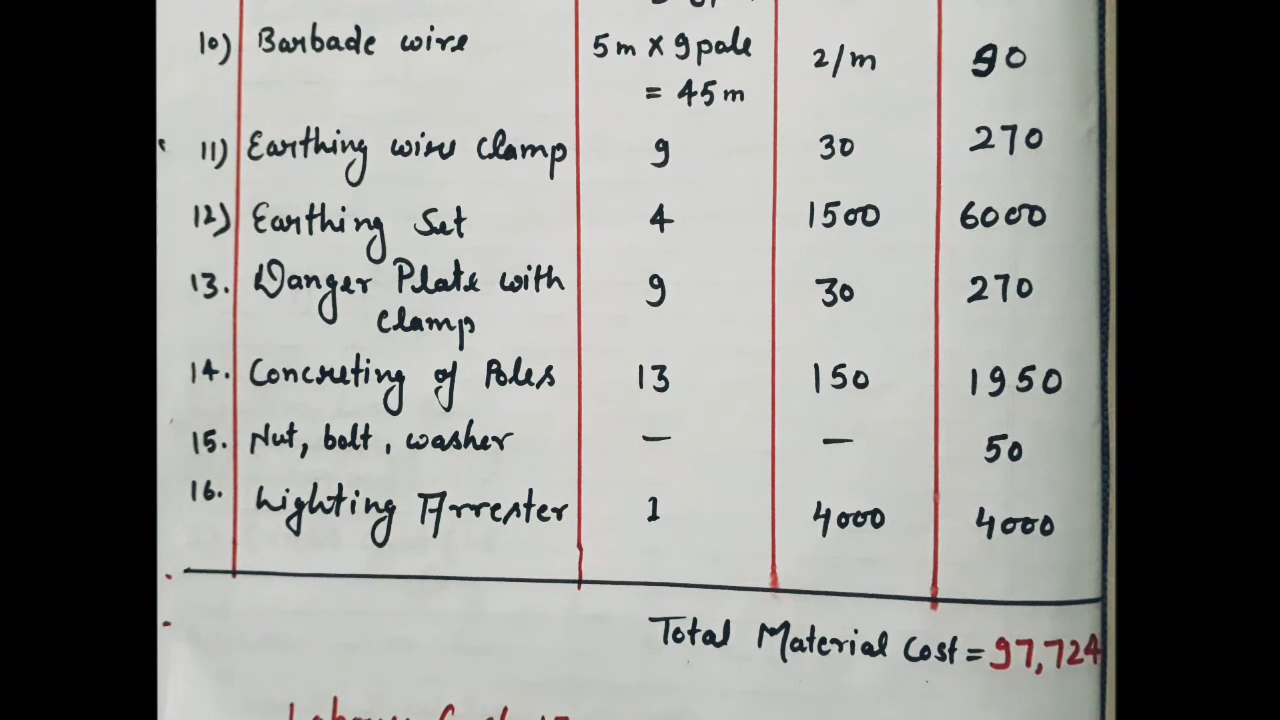 10) Barbade wire 5m x 9 pole 2/m 90
= 45 m
11) Earthing wire clamp 9 30 270
12) Earthing Set 4 1500 6000
13. Danger Plate with 9 30 270
clamp
14. Concreting of Poles 13 150 1950
15. Nut, bolt, washer — — 50
16. Lighting Arrester 1 4000 4000
Total Material Cost = 97,724